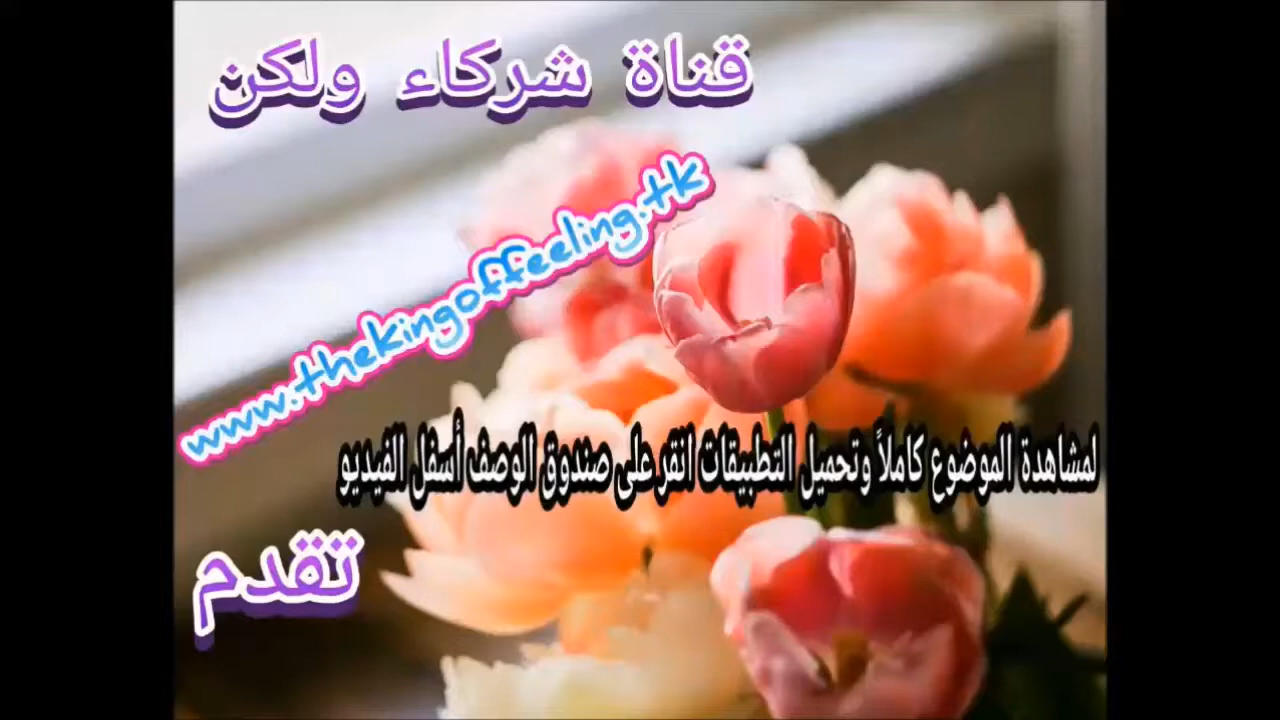 قناة شركاء ولكن
www.thekingoffeeling.tk
لمشاهدة الموضوع كاملاً وتحميل التطبيقات انقر على صندوق الوصف أسفل الفيديو
تقدم